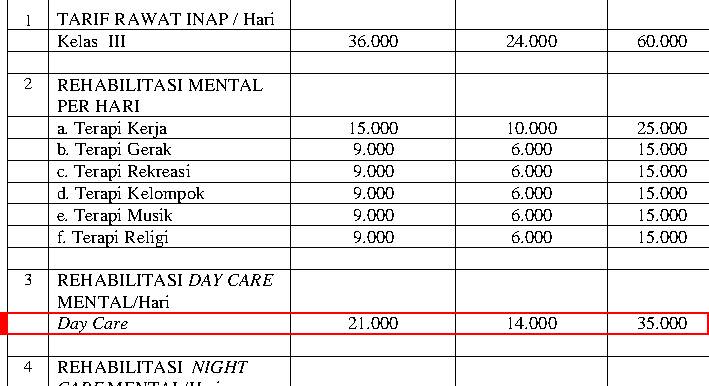 1 TARIF RAWAT INAP / Hari
Kelas III 36.000 24.000 60.000
2 REHABILITASI MENTAL
PER HARI
a. Terapi Kerja 15.000 10.000 25.000
b. Terapi Gerak 9.000 6.000 15.000
c. Terapi Rekreasi 9.000 6.000 15.000
d. Terapi Kelompok 9.000 6.000 15.000
e. Terapi Musik 9.000 6.000 15.000
f. Terapi Religi 9.000 6.000 15.000
3 REHABILITASI DAY CARE
MENTAL/Hari
Day Care 21.000 14.000 35.000
4 REHABILITASI NIGHT
CARE MENTAL/Hari